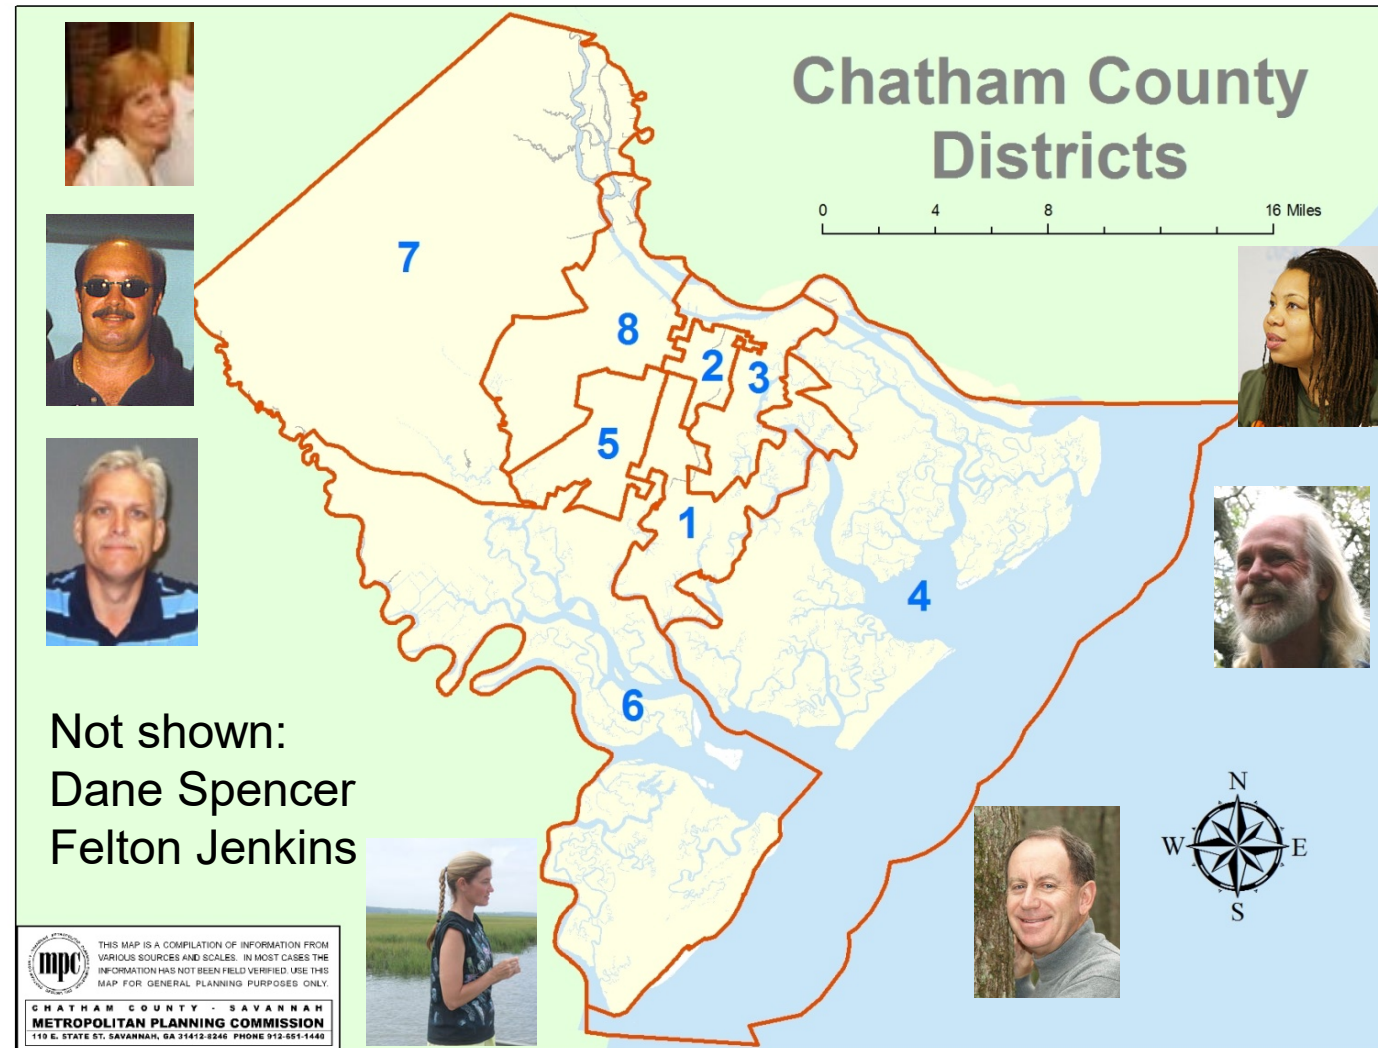 Chatham County
Districts
0 4 8 16 Miles
7
8
2
3
5
1
4
6
Not shown:
Dane Spencer
Felton Jenkins
N
W E
S
mpc
THIS MAP IS A COMPILATION OF INFORMATION FROM
VARIOUS SOURCES AND SCALES. IN MOST CASES THE
INFORMATION HAS NOT BEEN FIELD VERIFIED. USE THIS
MAP FOR GENERAL PLANNING PURPOSES ONLY.
CHATHAM COUNTY - SAVANNAH
METROPOLITAN PLANNING COMMISSION
110 E. STATE ST. SAVANNAH, GA 31412-8246 PHONE 912-651-1440